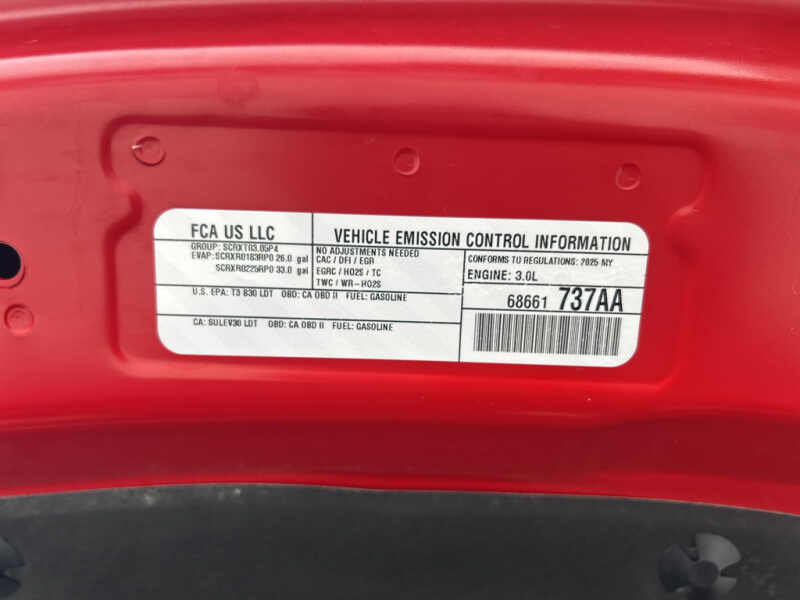 FCA US LLC
GROUP: SCRXT03.05P4
EVAP: SCRXR0183RP0 26.0 gal
SCRXR0225RP0 33.0 gal
VEHICLE EMISSION CONTROL INFORMATION
NO ADJUSTMENTS NEEDED
CAC / DFI / EGR
EGRC / HO2S / TC
TWC / WR-HO2S
CONFORMS TO REGULATIONS: 2025 MY
ENGINE: 3.0L
U.S. EPA: T3 B30 LDT OBD: CA OBD II FUEL: GASOLINE
68661 737AA
CA: SULEV30 LDT OBD: CA OBD II FUEL: GASOLINE